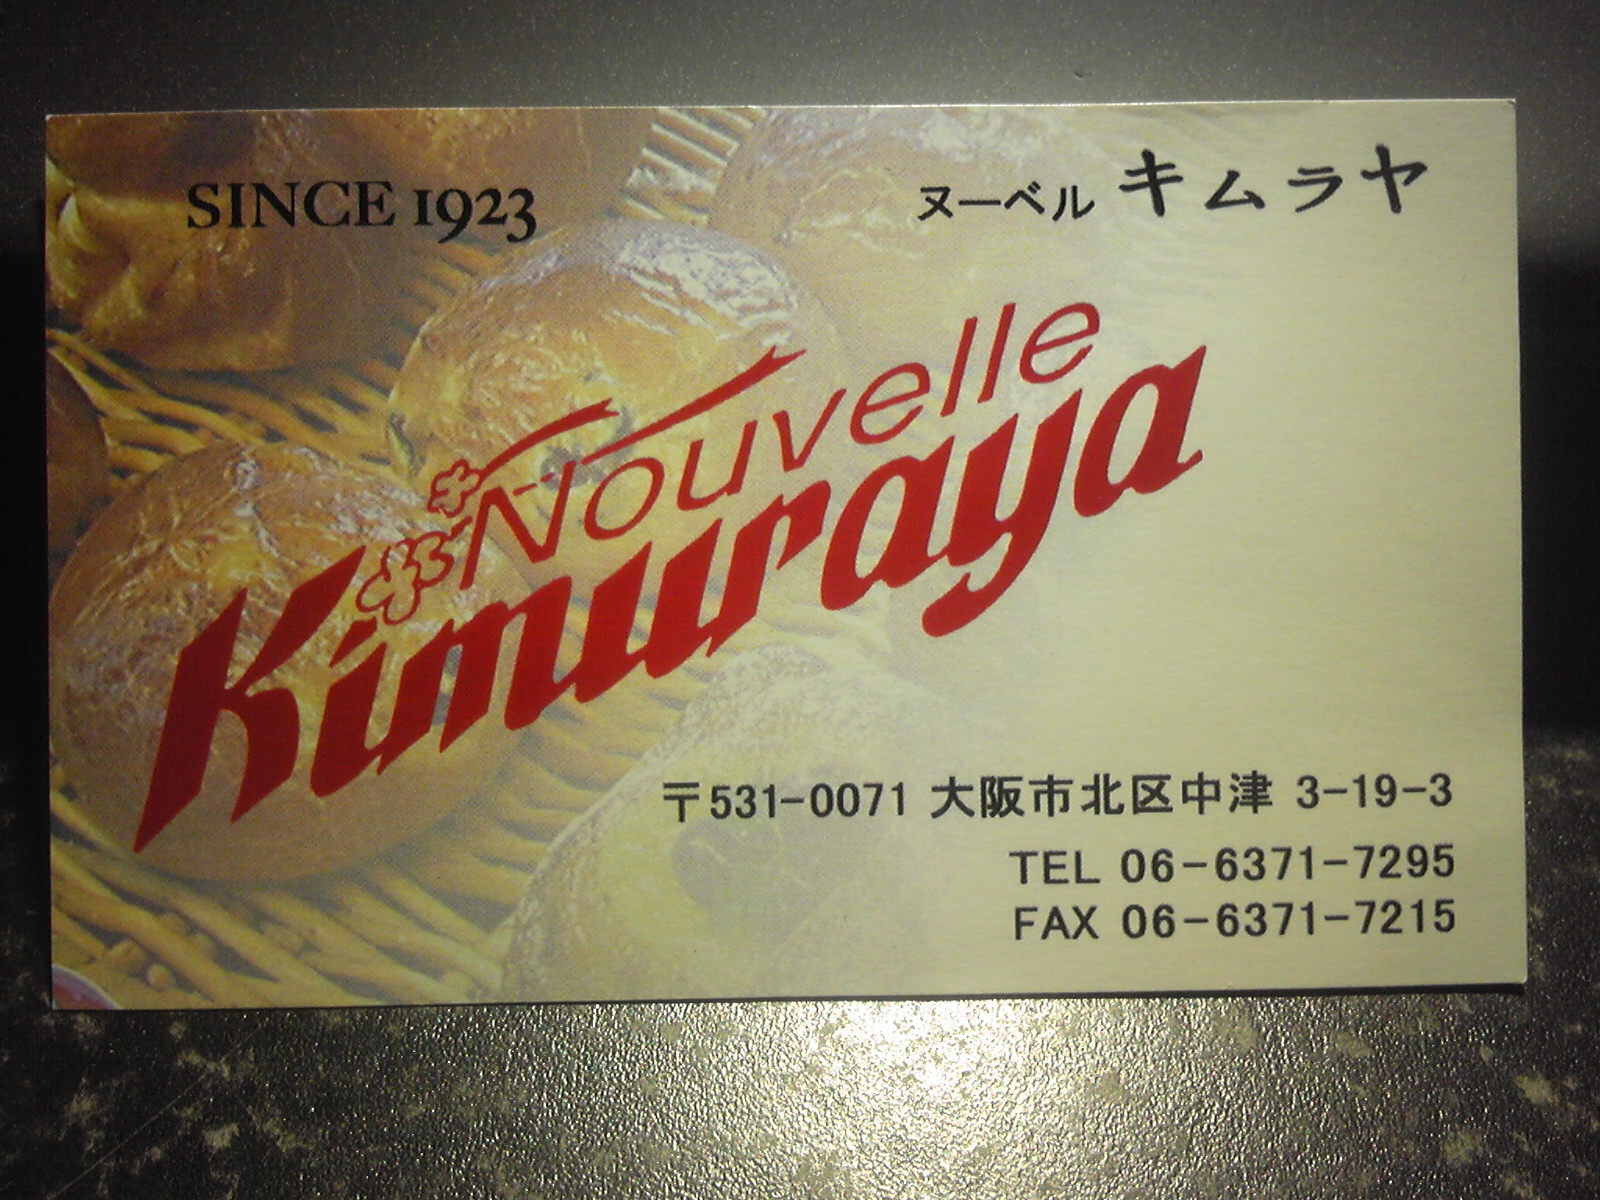 SINCE 1923
ヌーベル キムラヤ
Nouvelle
Kimuraya
〒531-0071 大阪市北区中津 3-19-3
TEL 06-6371-7295
FAX 06-6371-7215